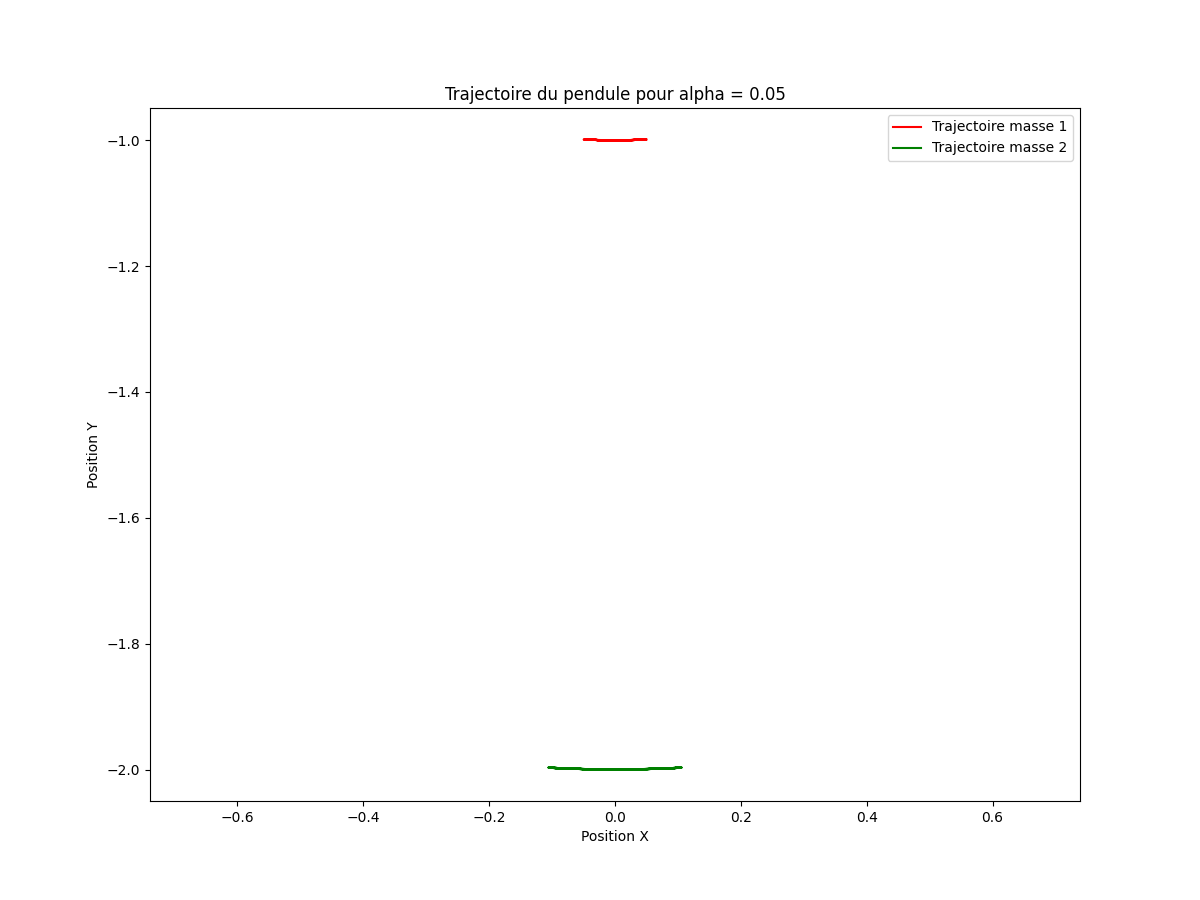 Trajectoire du pendule pour alpha = 0.05
Trajectoire masse 1
Trajectoire masse 2
−1.0
−1.2
−1.4
−1.6
−1.8
−2.0
Position Y
−0.6 −0.4 −0.2 0.0 0.2 0.4 0.6
Position X